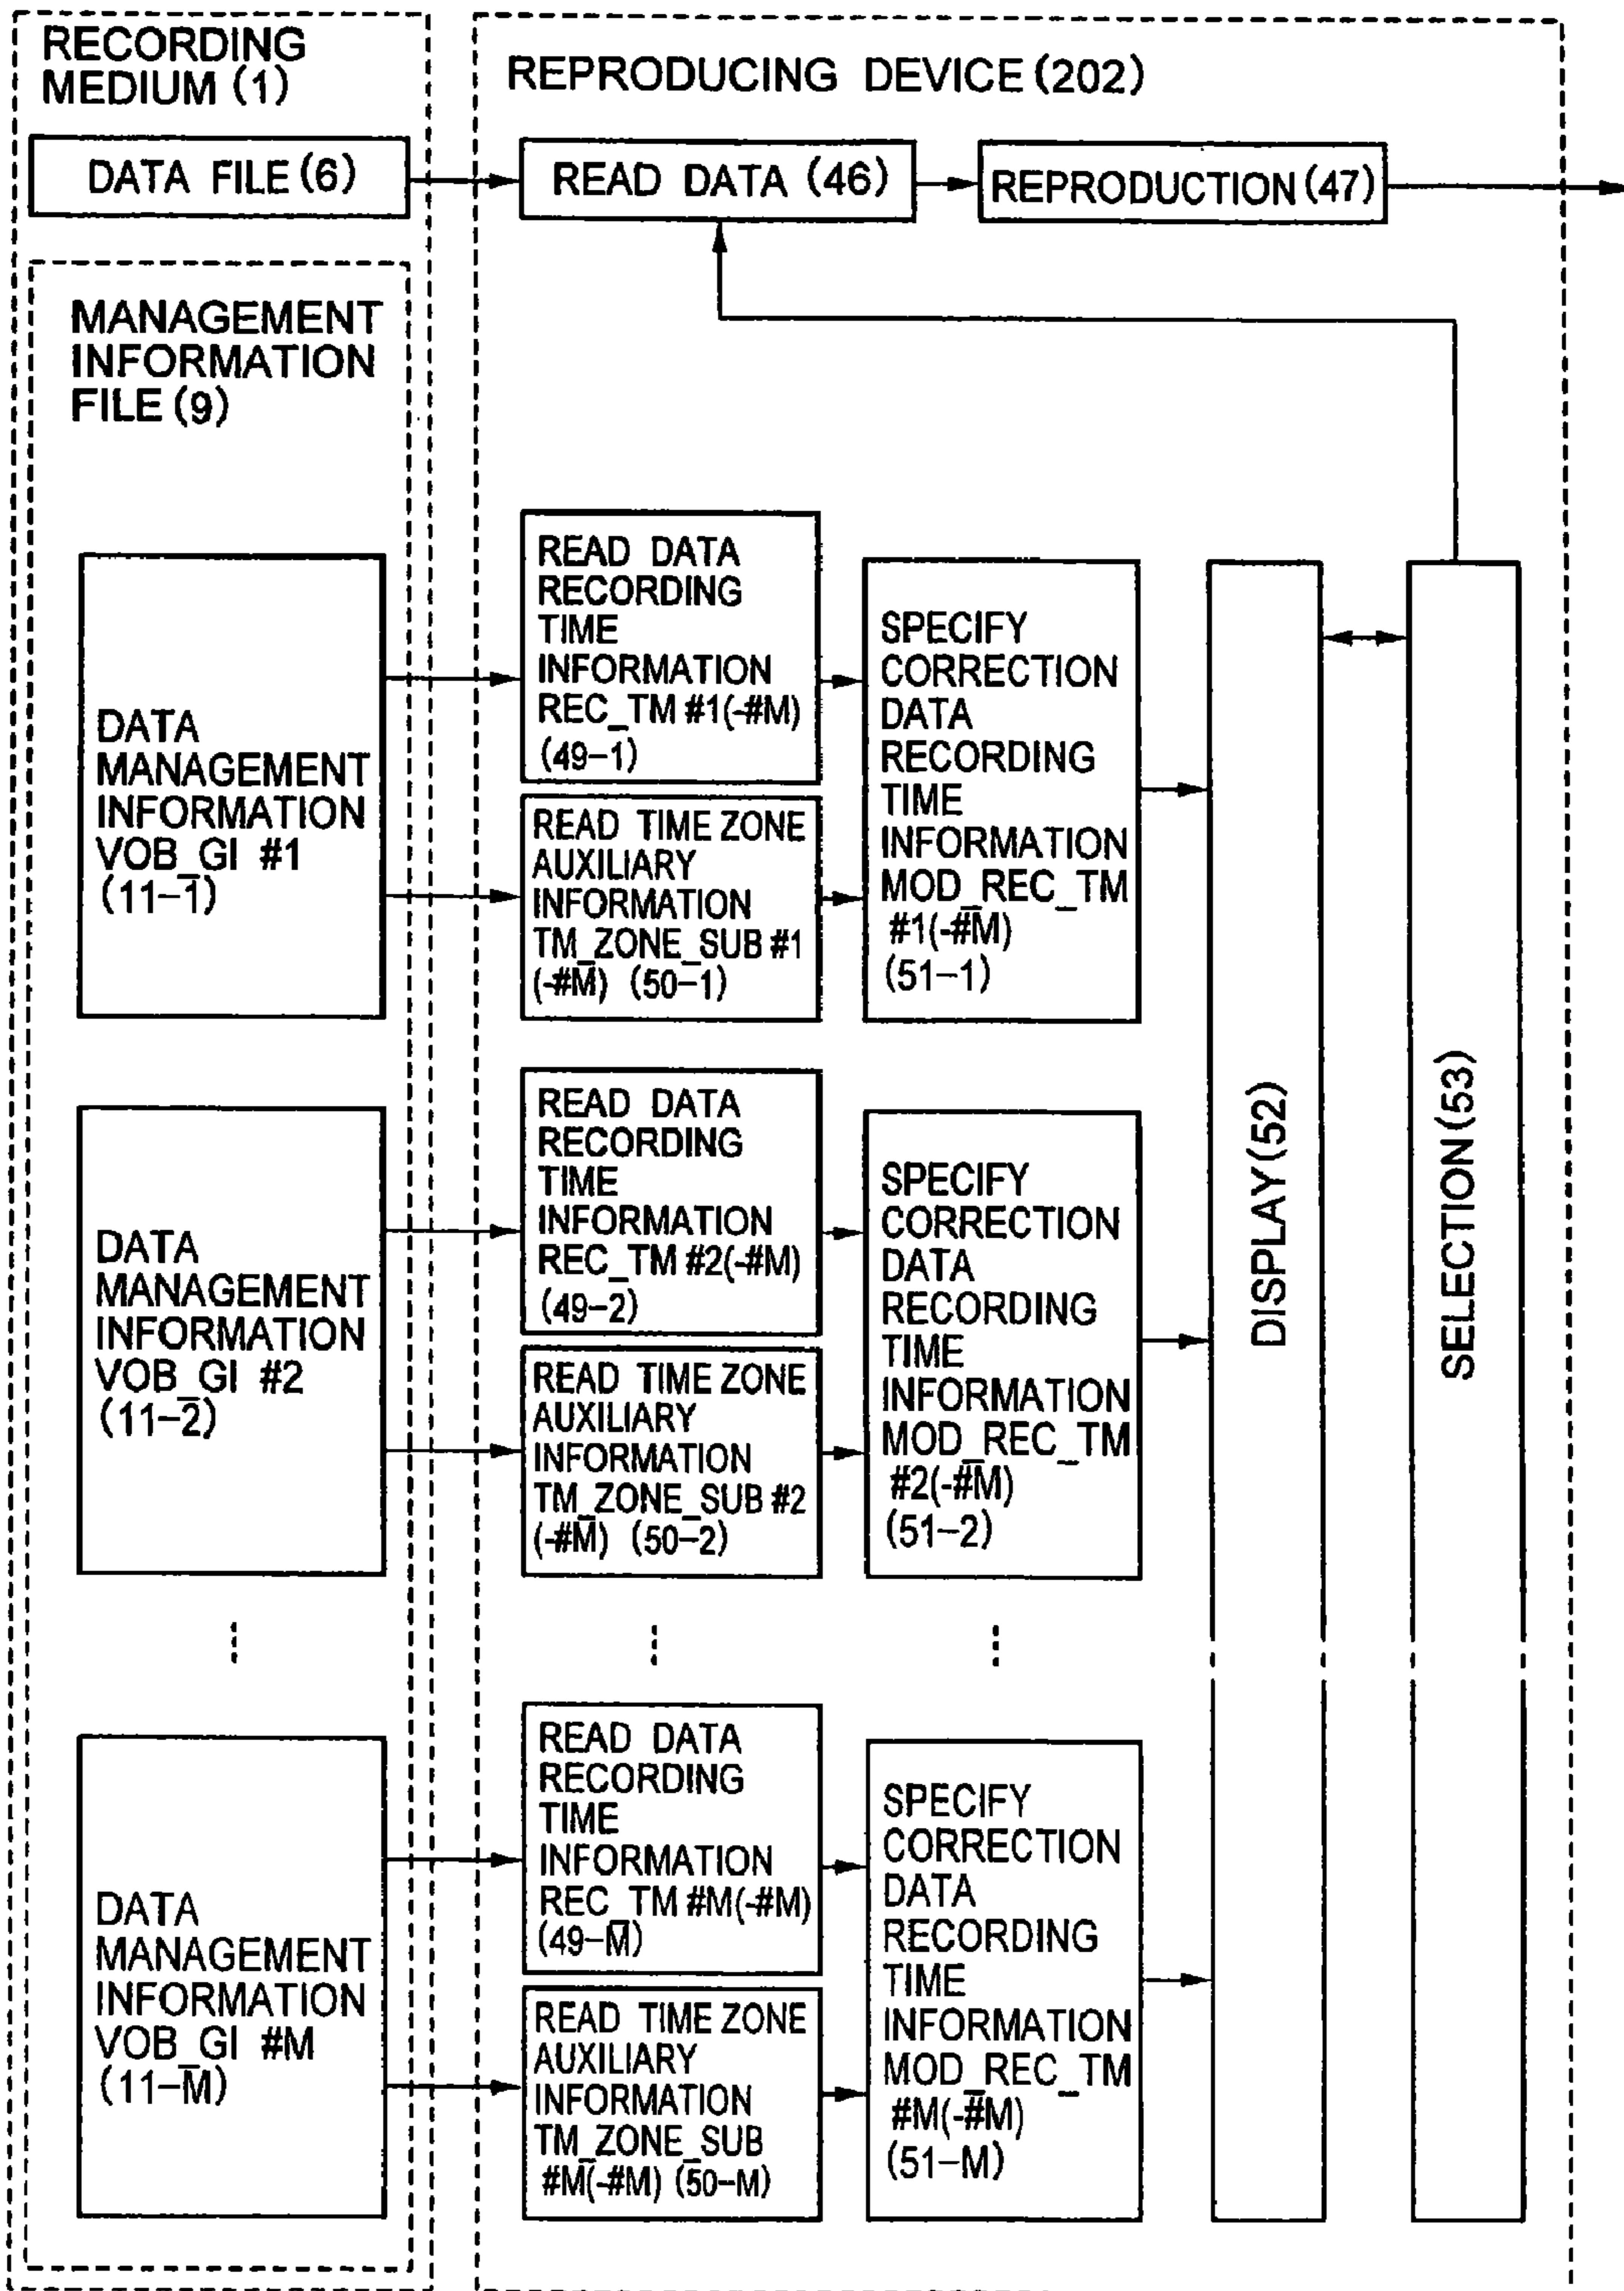 RECORDING
MEDIUM (1)
REPRODUCING DEVICE (202)
DATA FILE (6)
READ DATA (46)
REPRODUCTION (47)
MANAGEMENT
INFORMATION
FILE (9)
DATA
MANAGEMENT
INFORMATION
VOB_GI #1
(11-1)
READ DATA
RECORDING
TIME
INFORMATION
REC_TM #1(-#M)
(49-1)
READ TIME ZONE
AUXILIARY
INFORMATION
TM_ZONE_SUB #1
(-#M) (50-1)
SPECIFY
CORRECTION
DATA
RECORDING
TIME
INFORMATION
MOD_REC_TM
#1(-#M)
(51-1)
DISPLAY (52)
SELECTION (53)
DATA
MANAGEMENT
INFORMATION
VOB_GI #2
(11-2)
READ DATA
RECORDING
TIME
INFORMATION
REC_TM #2(-#M)
(49-2)
READ TIME ZONE
AUXILIARY
INFORMATION
TM_ZONE_SUB #2
(-#M) (50-2)
SPECIFY
CORRECTION
DATA
RECORDING
TIME
INFORMATION
MOD_REC_TM
#2(-#M)
(51-2)
DATA
MANAGEMENT
INFORMATION
VOB_GI #M
(11-M)
READ DATA
RECORDING
TIME
INFORMATION
REC_TM #M(-#M)
(49-M)
READ TIME ZONE
AUXILIARY
INFORMATION
TM_ZONE_SUB
#M(-#M) (50-M)
SPECIFY
CORRECTION
DATA
RECORDING
TIME
INFORMATION
MOD_REC_TM
#M(-#M)
(51-M)